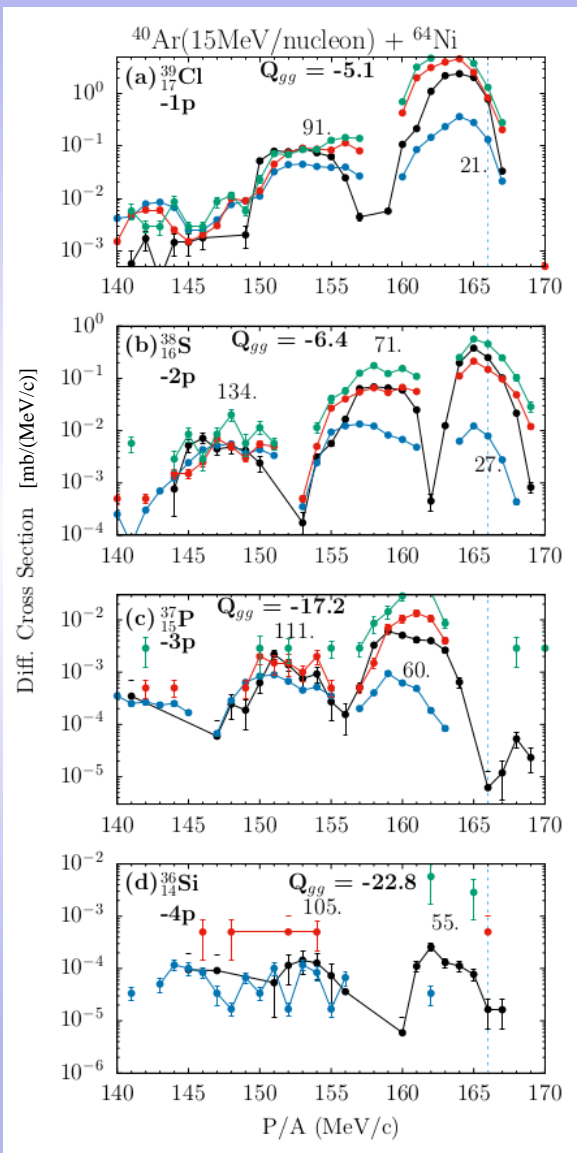 ⁴⁰Ar(15MeV/nucleon) + ⁶⁴Ni
(a) ³⁹₁₇Cl Q_gg = -5.1
-1p
91.
21.
10⁰
10⁻¹
10⁻²
10⁻³
140 145 150 155 160 165 170
(b) ³⁸₁₆S Q_gg = -6.4
-2p
71.
134.
27.
10⁰
10⁻¹
10⁻²
10⁻³
10⁻⁴
140 145 150 155 160 165 170
(c) ³⁷₁₅P Q_gg = -17.2
-3p
111.
60.
10⁻²
10⁻³
10⁻⁴
10⁻⁵
140 145 150 155 160 165 170
(d) ³⁶₁₄Si Q_gg = -22.8
-4p
105.
55.
10⁻²
10⁻³
10⁻⁴
10⁻⁵
10⁻⁶
140 145 150 155 160 165 170
P/A (MeV/c)
Diff. Cross Section [mb/(MeV/c)]